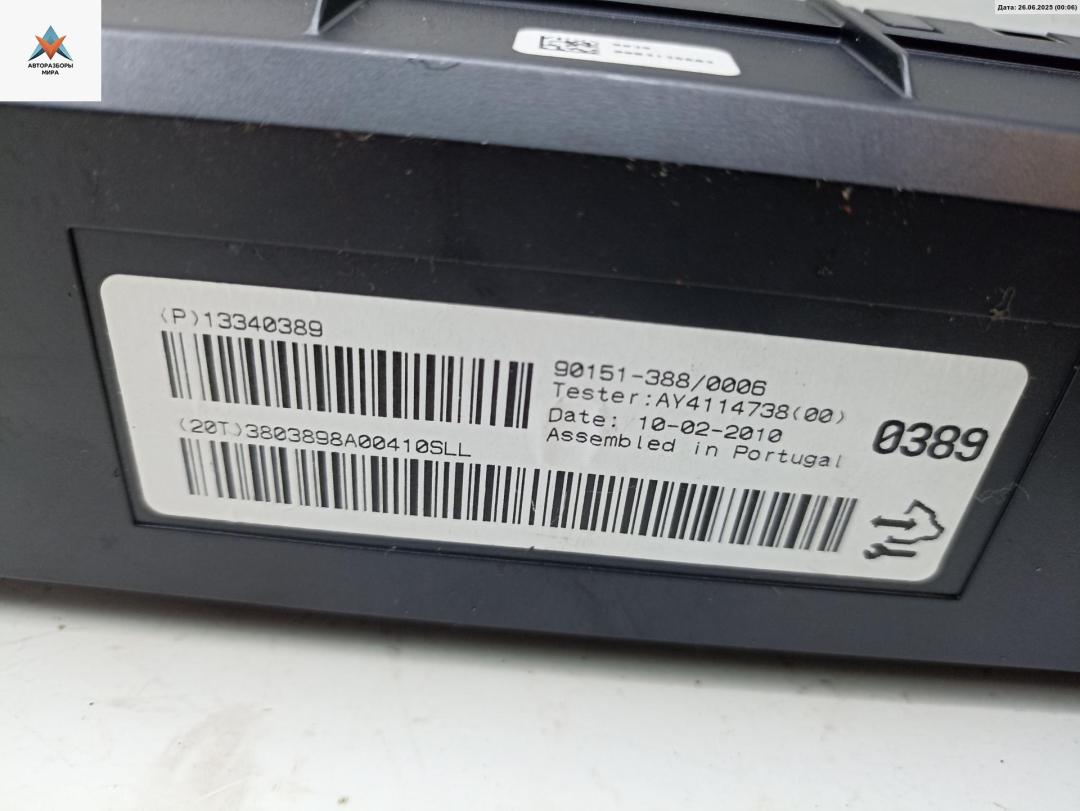 Дата: 26.06.2025 (00:06)
АВТОРАЗБОРЫ
МИРА
(P)13340389
90151-388/0006
Tester:AY4114738(00)
Date: 10-02-2010
Assembled in Portugal
0389
(20T)3803898A00410SLL